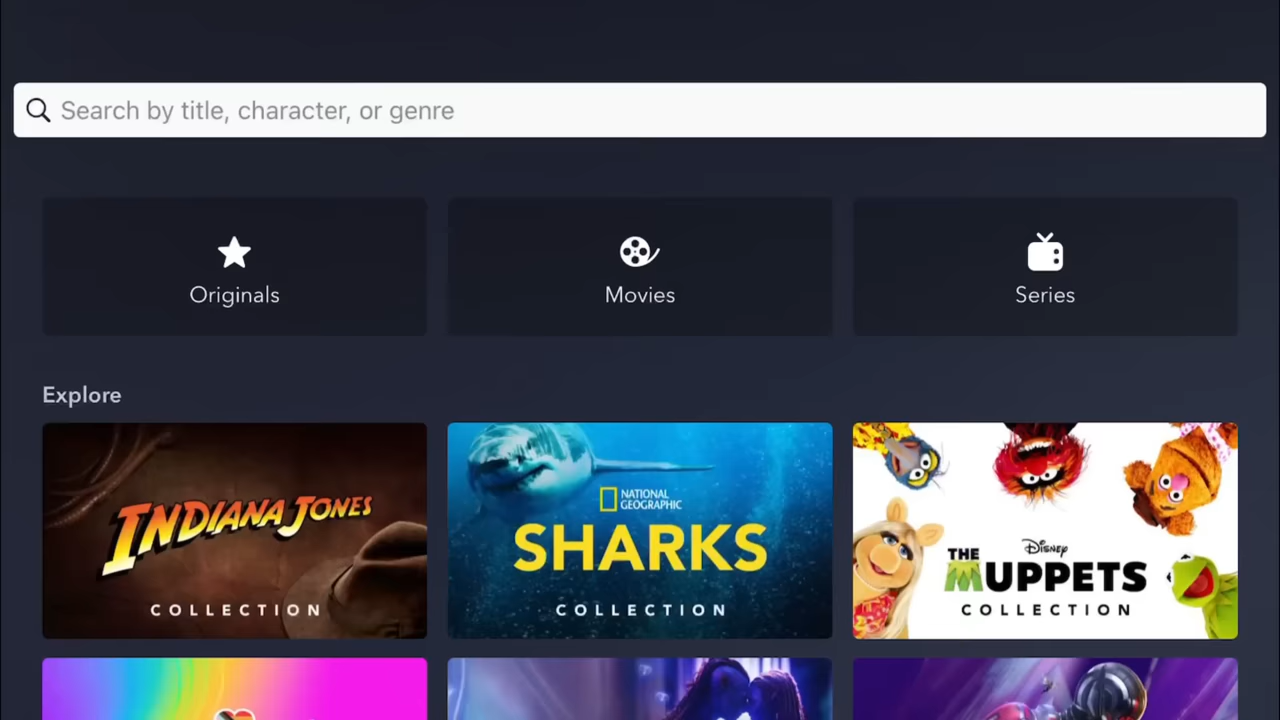 Search by title, character, or genre
Originals
Movies
Series
Explore
INDIANA JONES
COLLECTION
NATIONAL
GEOGRAPHIC
SHARKS
COLLECTION
Disney
THE
MUPPETS
COLLECTION